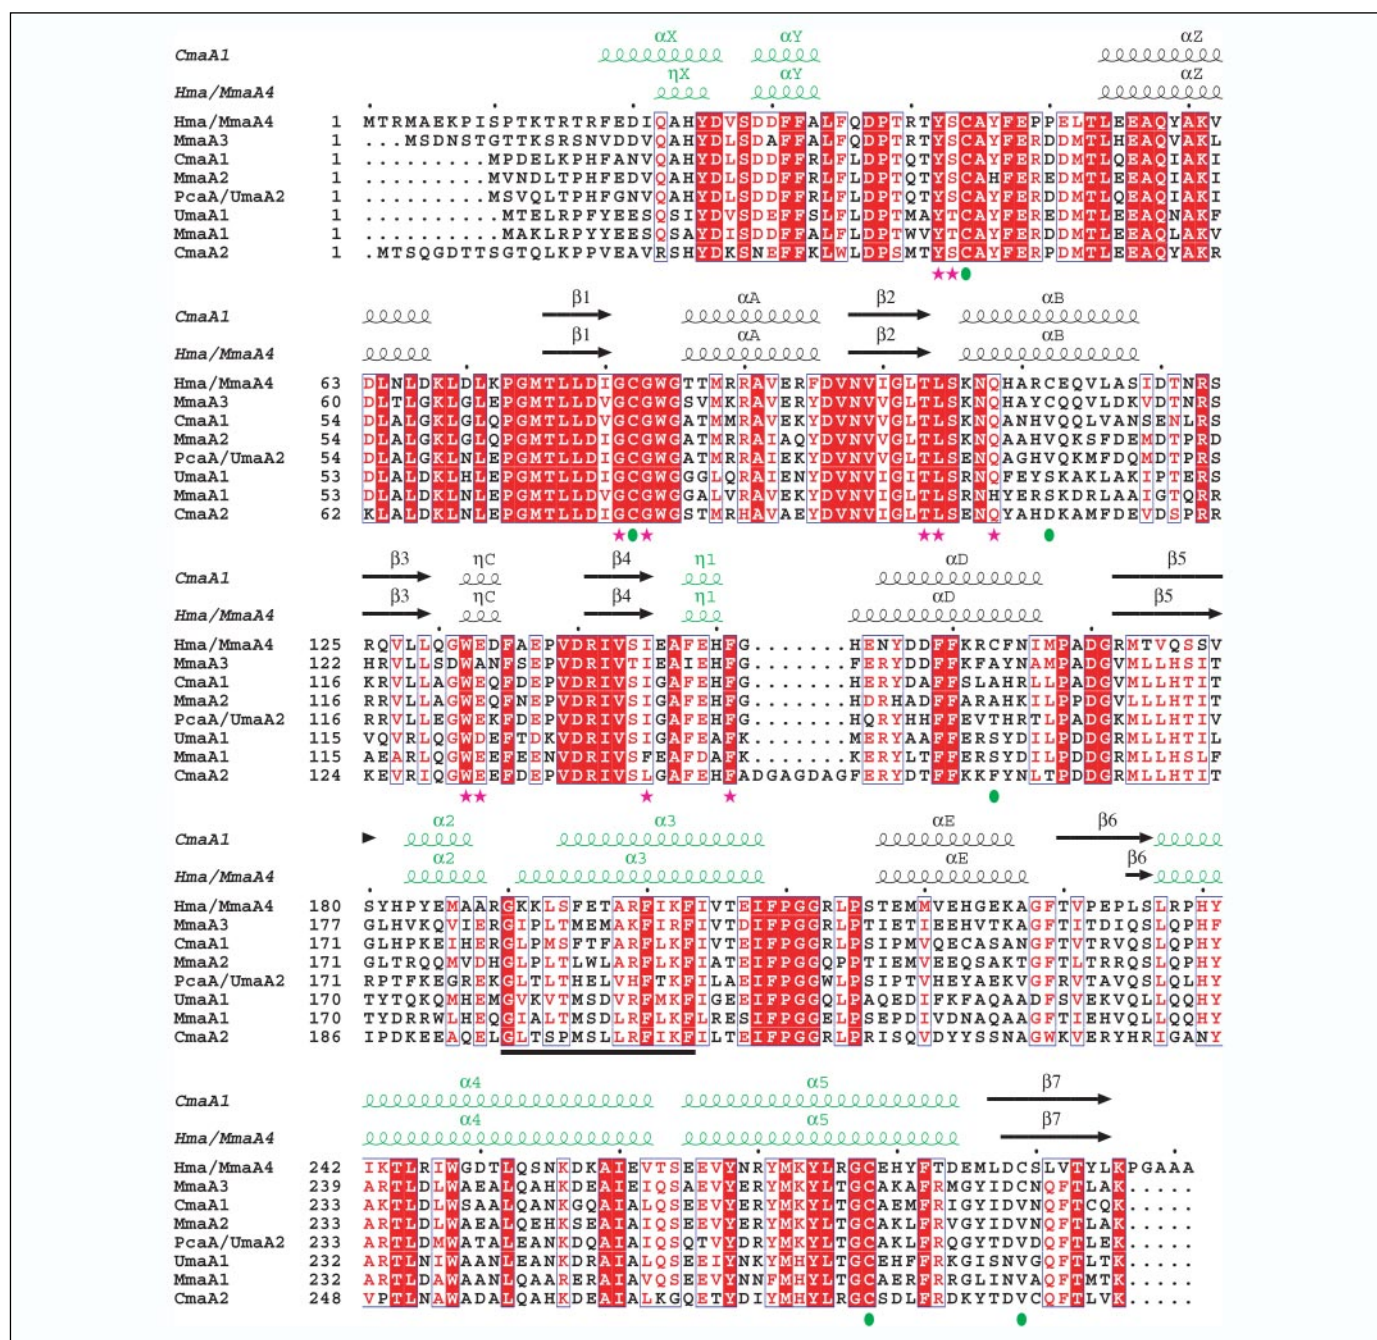 αX αY αZ
CmaA1
ηX αY αZ
Hma/MmaA4
Hma/MmaA4 1 MTRMAEKPISPTKTRTRFEDIQAHYDVSDDFFALFQDPTRTYSCAYFEPPELTLEEAQYAKV
MmaA3 1 ...MSDNSTGTTKSRSNVDDVQAHYDLSDAFFALFQDPTRTYSCAYFERDDMTLHEAQVAKL
CmaA1 1 .........MPDELKPHFANVQAHYDLSDDFFRLFLDPTQTYSCAYFERDDMTLQEAQIAKI
MmaA2 1 .........MVNDLTPHFEDVQAHYDLSDDFFRLFLDPTQTYSCAHFEREDMTLEEAQIAKI
PcaA/UmaA2 1 .........MSVQLTPHFGNVQAHYDLSDDFFRLFLDPTQTYSCAYFERDDMTLEEAQIAKI
UmaA1 1 ..........MTELRPFYEESQSIYDVSDEFFSLFLDPTMAYTCAYFEREDMTLEEAQNAKF
MmaA1 1 ..........MAKLRPYYEESQSAYDISDDFFALFLDPTWVYTCAYFERDDMTLEEAQLAKV
CmaA2 1 .MTSQGDTTSGTQLKPPVEAVRSHYDKSNEFFKLWLDPSMTYSCAYFERPDMTLEEAQYAKR
β1 αA β2 αB
CmaA1
β1 αA β2 αB
Hma/MmaA4
Hma/MmaA4 63 DLNLDKLDLKPGMTLLDIGCGWGTTMRRAVERFDVNVIGLTLSKNQHARCEQVLASIDTNRS
MmaA3 60 DLTLGKLGLEPGMTLLDVGCGWGSVMKRAVERYDVNVVGLTLSKNQHAYCQQVLDKVDTNRS
CmaA1 54 DLALGKLGLQPGMTLLDVGCGWGATMMRAVEKYDVNVVGLTLSKNQANHVQQLVANSENLRS
MmaA2 54 DLALGKLNLEPGMTLLDIGCGWGATMRRAIAQYDVNVVGLTLSKNQAAHVQKSFDEMDTPRD
PcaA/UmaA2 54 DLALGKLNLEPGMTLLDIGCGWGATMRRAIEKYDVNVVGLTLSENQAGHVQKMFDQMDTPRS
UmaA1 53 DLALDKLHLEPGMTLLDIGCGWGGGLQRAIENYDVNVIGITLSRNQFEYSKAKLAKIPTERS
MmaA1 53 DLALDKLNLEPGMTLLDVGCGWGGALVRAVEKYDVNVIGLTLSRNHYERSKDRLAAIGTQRR
CmaA2 62 KLALDKLNLEPGMTLLDIGCGWGSTMRHAVAEYDVNVIGLTLSENQYAHDKAMFDEVDSPRR
β3 ηC β4 η1 αD β5
CmaA1
β3 ηC β4 η1 αD β5
Hma/MmaA4
Hma/MmaA4 125 RQVLLQGWEDFAEPVDRIVSIEAFEHFG.......HENYDDFFKRCFNIMPADGRMTVQSSV
MmaA3 122 HRVLLSDWANFSEPVDRIVTIEAIEHFG.......FERYDDFFKFAYNAMPADGVMLLHSIT
CmaA1 116 KRVLLAGWEQFDEPVDRIVSIGAFEHFG.......HERYDAFFSLAHRLLPADGVMLLHTIT
MmaA2 116 RRVLLAGWEQFNEPVDRIVSIGAFEHFG.......HDRHADFFARAHKILPPDGVLLLHTIT
PcaA/UmaA2 116 RRVLLEGWEKFDEPVDRIVSIGAFEHFG.......HQRYHHFFEVTHRTLPADGKMLLHTIV
UmaA1 115 VQVRLQGWDEFTDKVDRIVSIGAFEAFK.......MERYAAFFERSYDILPDDGRMLLHTIL
MmaA1 115 AEARLQGWEEFEENVDRIVSFEAFDAFK.......KERYLTFFERSYDILPDDGRMLLHSLF
CmaA2 124 KEVRIQGWEEFDEPVDRIVSLGAFEHFADGAGDAGFERYDTFFKKFYNLTPDDGRMLLHTIT
α2 α3 αE β6
CmaA1
α2 α3 αE β6
Hma/MmaA4
Hma/MmaA4 180 SYHPYEMAARGKKLSFETARFIKFIVTEIFPGGRLPSTEMMVEHGEKAGFTVPEPLSLRPHY
MmaA3 177 GLHVKQVIERGIPLTMEMAKFIRFIVTDIFPGGRLPTIETIEEHVTKAGFTITDIQSLQPHF
CmaA1 171 GLHPKEIHERGLPMSFTFARFLKFIVTEIFPGGRLPSIPMVQECASANGFTVTRVQSLQPHY
MmaA2 171 GLTRQQMVDHGLPLTLWLARFLKFIATEIFPGGQPPTIEMVEEQSAKTGFTLTRRQSLQPHY
PcaA/UmaA2 171 RPTFKEGREKGLTLTHELVHFTKFILAEIFPGGWLPSIPTVHEYAEKVGFRVTAVQSLQLHY
UmaA1 170 TYTQKQMHEMGVKVTMSDVRFMKFIGEEIFPGGQLPAQEDIFKFAQAADFSVEKVQLLQQHY
MmaA1 170 TYDRRWLHEQGIALTMSDLRFLKFLRESIFPGGELPSEPDIVDNAQAAGFTIEHVQLLQQHY
CmaA2 186 IPDKEEAQELGLTSPMSLLRFIKFILTEIFPGGRLPRISQVDYYSSNAGWKVERYHRIGANY
α4 α5 β7
CmaA1
α4 α5 β7
Hma/MmaA4
Hma/MmaA4 242 IKTLRIWGDTLQSNKDKAIEVTSEEVYNRYMKYLRGCEHYFTDEMLDCSLVTYLKPGAAA
MmaA3 239 ARTLDLWAEALQAHKDEAIEIQSAEVYERYMKYLTGCAKAFRMGYIDCNQFTLAK.....
CmaA1 233 AKTLDLWSAALQANKGQAIALQSEEVYERYMKYLTGCAEMFRIGYIDVNQFTCQK.....
MmaA2 233 ARTLDLWAEALQEHKSEAIAIQSEEVYERYMKYLTGCAKLFRVGYIDVNQFTLAK.....
PcaA/UmaA2 233 ARTLDMWATALEANKDQAIAIQSQTVYDRYMKYLTGCAKLFRQGYTDVDQFTLEK.....
UmaA1 232 ARTLNIWAANLEANKDRAIALQSEEIYNKYMHYLTGCEHFFRKGISNVGQFTLTK.....
MmaA1 232 ARTLDAWAANLQAARERAIAVQSEEVYNNFMHYLTGCAERFRRGLINVAQFTMTK.....
CmaA2 248 VPTLNAWADALQAHKDEAIALKGQETYDIYMHYLRGCSDLFRDKYTDVCQFTLVK.....